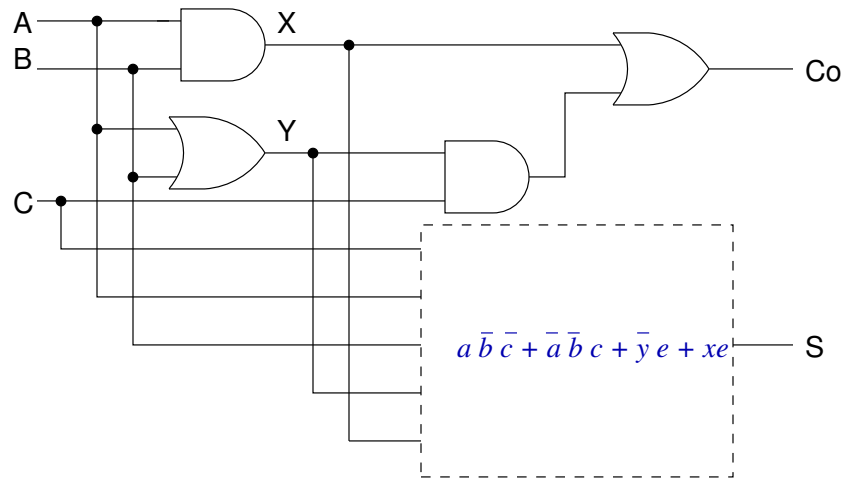 A
X
B
Co
Y
C
a b̅ c̅ + a̅ b̅ c + y̅ e + xe
S